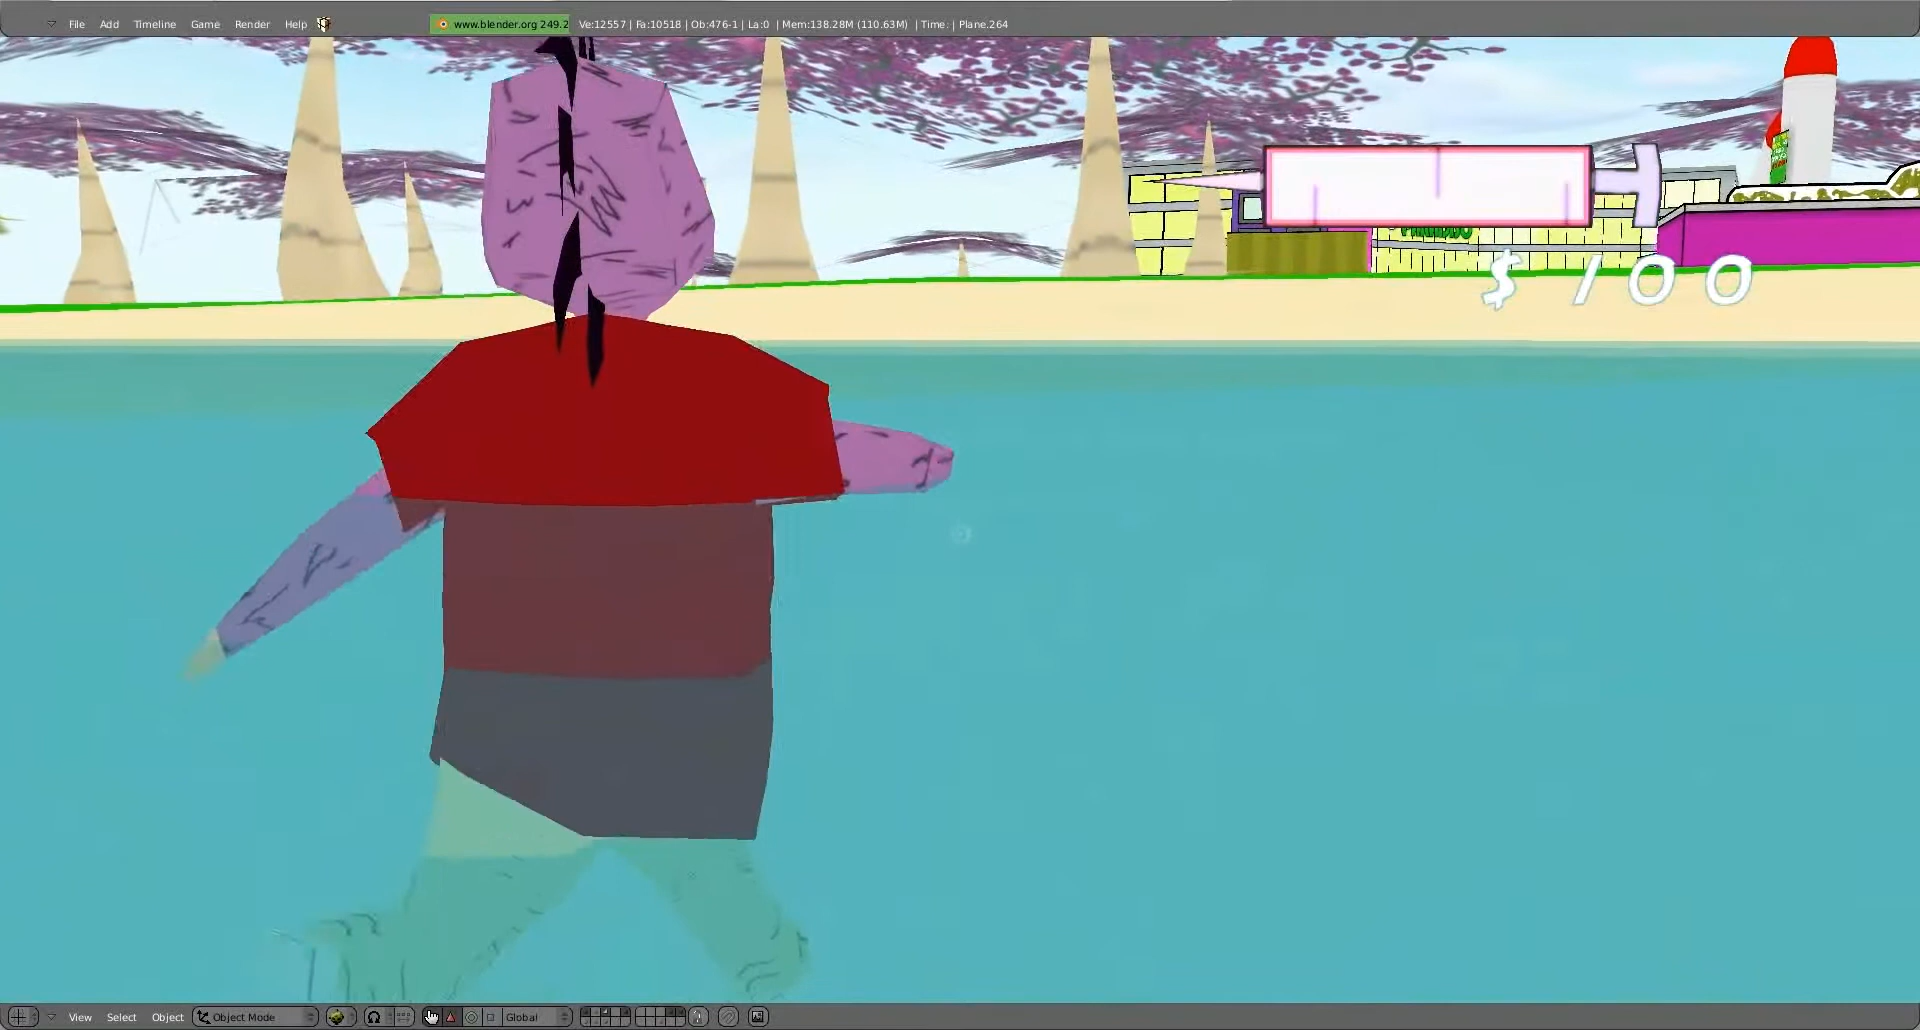 File Add Timeline Game Render Help www.blender.org 249.2 Ve:12557 | Fa:10518 | Ob:476-1 | La:0 | Mem:138.28M (110.63M) | Time: | Plane.264
$ 100
View Select Object Object Mode Global